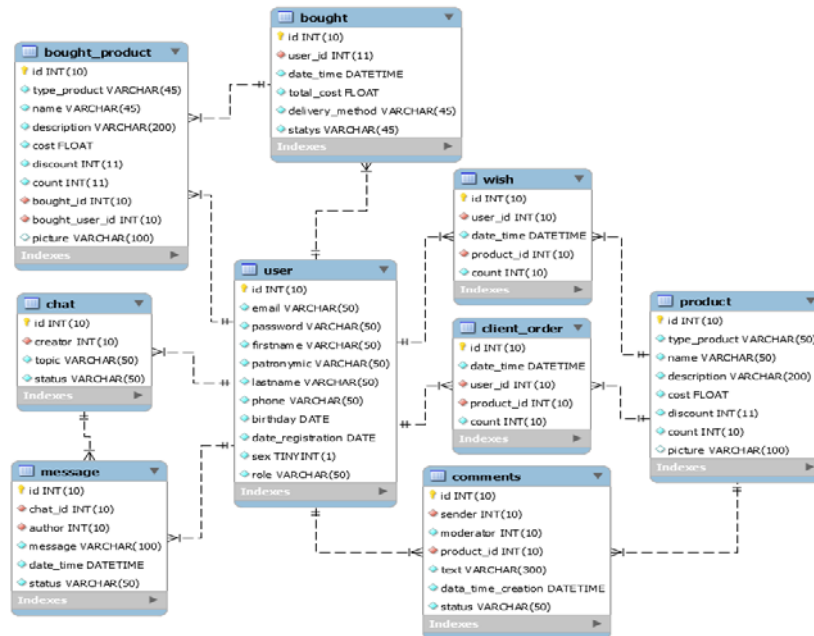 bought
id INT(10)
user_id INT(11)
date_time DATETIME
total_cost FLOAT
delivery_method VARCHAR(45)
statys VARCHAR(45)
Indexes
bought_product
id INT(10)
type_product VARCHAR(45)
name VARCHAR(45)
description VARCHAR(200)
cost FLOAT
discount INT(11)
count INT(11)
bought_id INT(10)
bought_user_id INT(10)
picture VARCHAR(100)
Indexes
wish
id INT(10)
user_id INT(10)
date_time DATETIME
product_id INT(10)
count INT(10)
Indexes
user
id INT(10)
email VARCHAR(50)
password VARCHAR(50)
firstname VARCHAR(50)
patronymic VARCHAR(50)
lastname VARCHAR(50)
phone VARCHAR(50)
birthday DATE
date_registration DATE
sex TINYINT(1)
role VARCHAR(50)
Indexes
chat
id INT(10)
creator INT(10)
topic VARCHAR(50)
status VARCHAR(50)
Indexes
client_order
id INT(10)
date_time DATETIME
user_id INT(10)
product_id INT(10)
count INT(10)
Indexes
product
id INT(10)
type_product VARCHAR(50)
name VARCHAR(50)
description VARCHAR(200)
cost FLOAT
discount INT(11)
count INT(10)
picture VARCHAR(100)
Indexes
message
id INT(10)
chat_id INT(10)
author INT(10)
message VARCHAR(100)
date_time DATETIME
status VARCHAR(50)
Indexes
comments
id INT(10)
sender INT(10)
moderator INT(10)
product_id INT(10)
text VARCHAR(300)
data_time_creation DATETIME
status VARCHAR(50)
Indexes